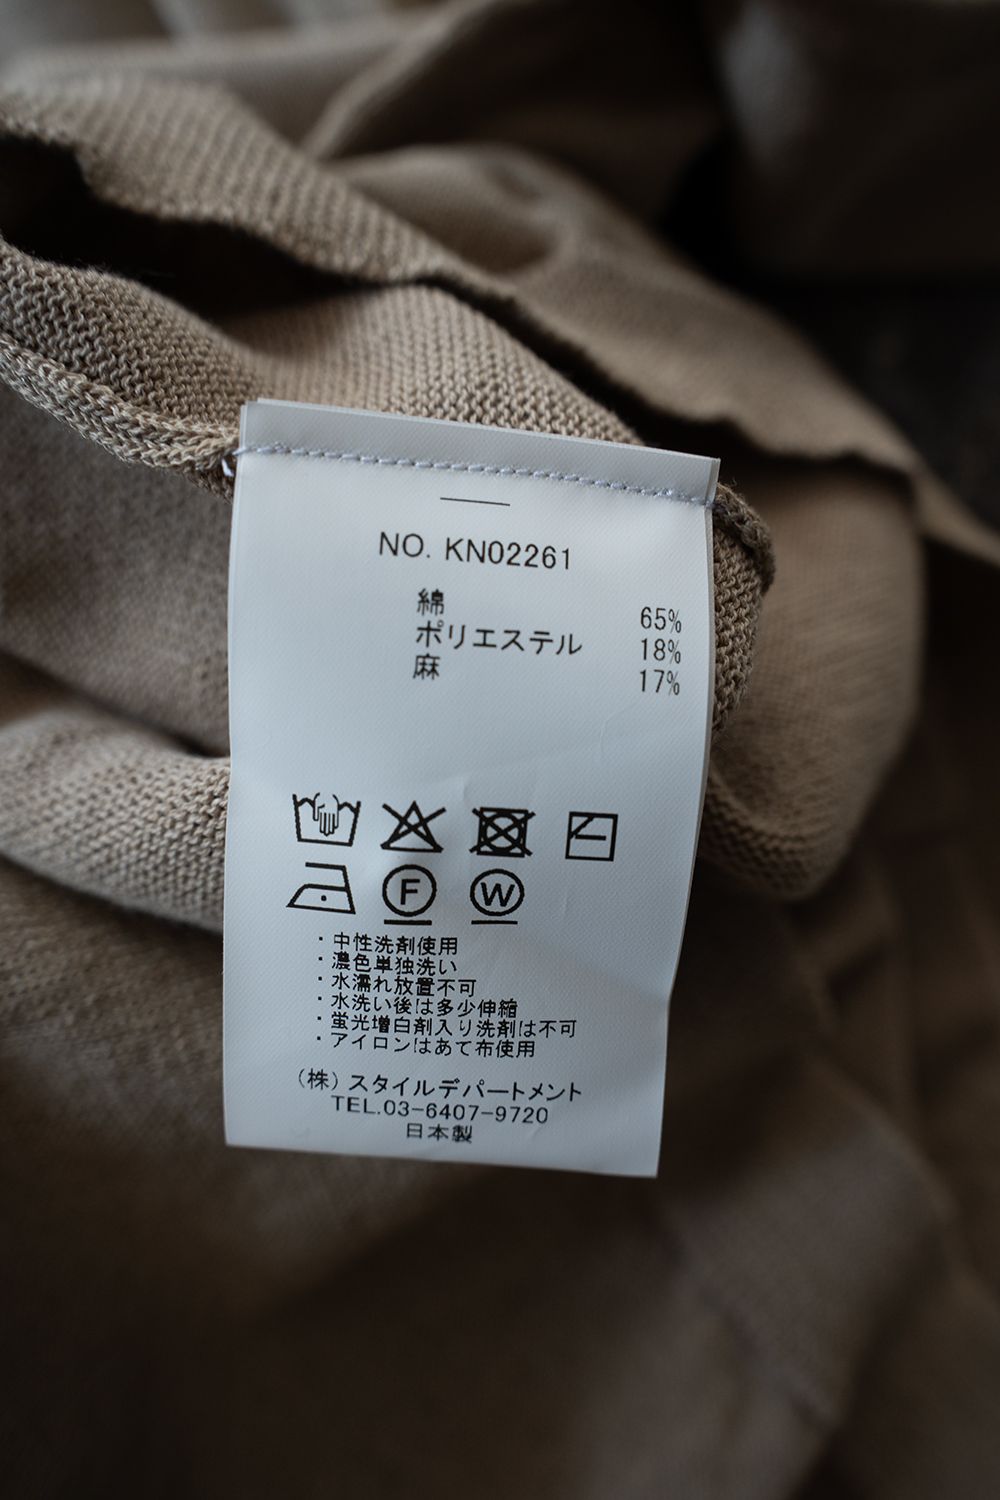 NO. KN02261
綿 65%
ポリエステル 18%
麻 17%
F W
・中性洗剤使用
・濃色単独洗い
・水濡れ放置不可
・水洗い後は多少伸縮
・蛍光増白剤入り洗剤は不可
・アイロンはあて布使用
（株）スタイルデパートメント
TEL.03-6407-9720
日本製